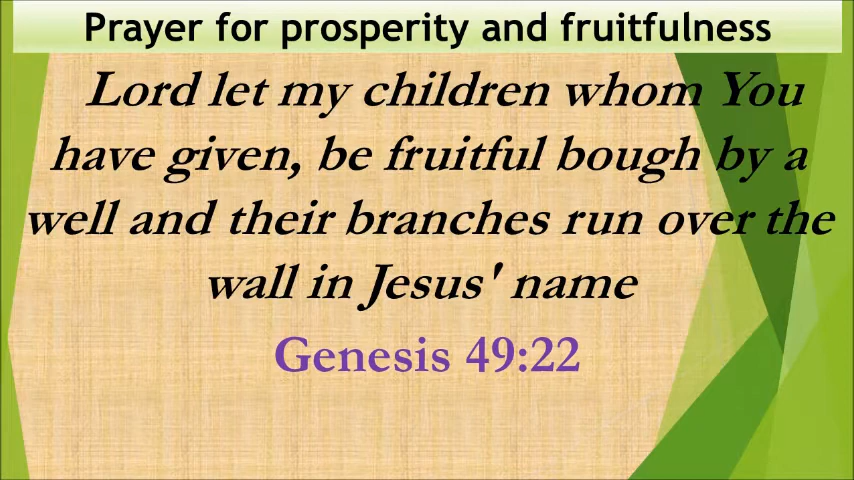 Prayer for prosperity and fruitfulness
Lord let my children whom You
have given, be fruitful bough by a
well and their branches run over the
wall in Jesus' name
Genesis 49:22